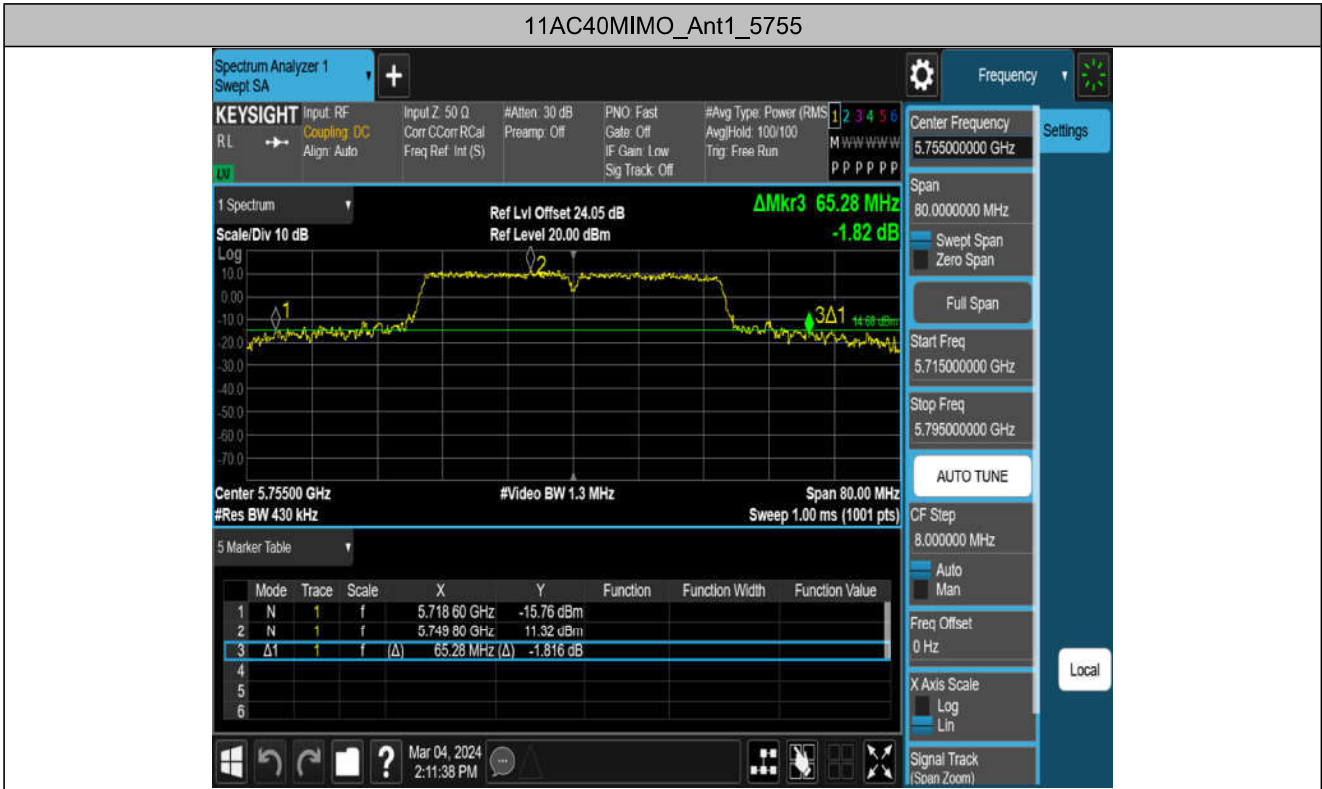 11AC40MIMO_Ant1_5755
Spectrum Analyzer 1
Swept SA
+
Frequency
KEYSIGHT
RL
LXI
Input: RF
Coupling: DC
Align: Auto
Input Z: 50 Ω
Corr CCorr RCal
Freq Ref: Int (S)
#Atten: 30 dB
Preamp: Off
PNO: Fast
Gate: Off
IF Gain: Low
Sig Track: Off
#Avg Type: Power (RMS
Avg|Hold: 100/100
Trig: Free Run
1 2 3 4 5 6
M W W W W W
P P P P P P
Center Frequency
5.755000000 GHz
Settings
Span
80.0000000 MHz
Swept Span
Zero Span
Full Span
Start Freq
5.715000000 GHz
Stop Freq
5.795000000 GHz
AUTO TUNE
CF Step
8.000000 MHz
Auto
Man
Freq Offset
0 Hz
X Axis Scale
Log
Lin
Signal Track
(Span Zoom)
Local
1 Spectrum
Ref Lvl Offset 24.05 dB
ΔMkr3 65.28 MHz
Scale/Div 10 dB
Ref Level 20.00 dBm
-1.82 dB
Log
10.0
0.00
-10.0
-20.0
-30.0
-40.0
-50.0
-60.0
-70.0
1
2
3Δ1
14.68 dBm
Center 5.75500 GHz
#Video BW 1.3 MHz
Span 80.00 MHz
#Res BW 430 kHz
Sweep 1.00 ms (1001 pts)
5 Marker Table
Mode Trace Scale X Y Function Function Width Function Value
1 N 1 f 5.718 60 GHz -15.76 dBm
2 N 1 f 5.749 80 GHz 11.32 dBm
3 Δ1 1 f (Δ) 65.28 MHz (Δ) -1.816 dB
4
5
6
?
Mar 04, 2024
2:11:38 PM